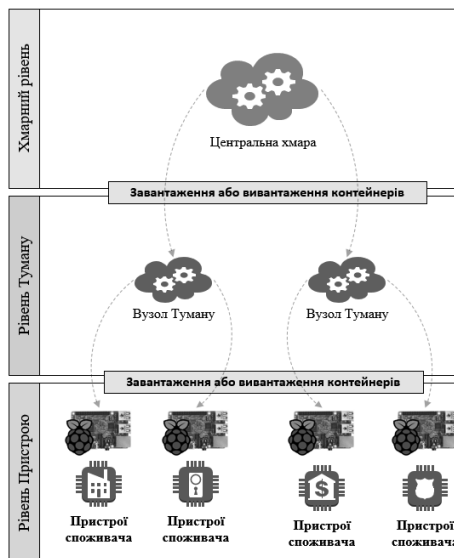 Хмарний рівень
Центральна хмара
Завантаження або вивантаження контейнерів
Рівень Туману
Вузол Туману
Вузол Туману
Завантаження або вивантаження контейнерів
Рівень Пристрою
Пристрої
споживача
Пристрої
споживача
Пристрої
споживача
Пристрої
споживача